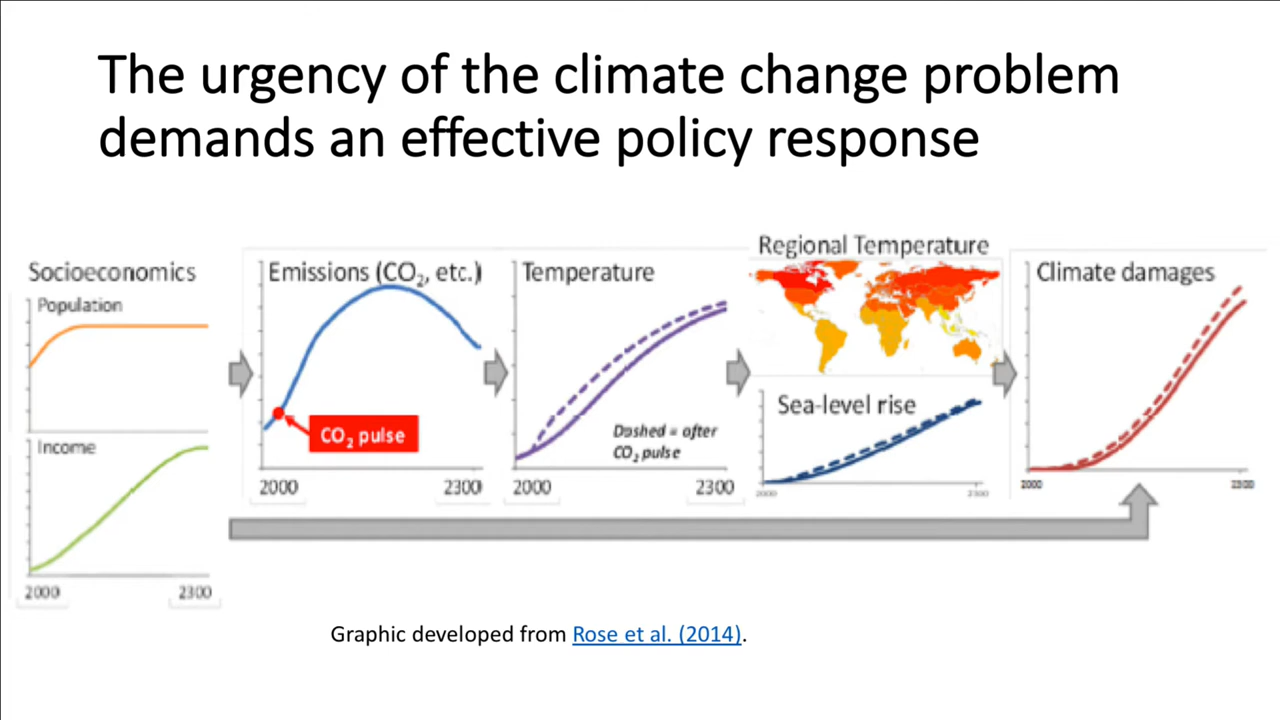 The urgency of the climate change problem
demands an effective policy response
Socioeconomics
Population
Income
2000 2300
Emissions (CO₂, etc.)
CO₂ pulse
2000 2300
Temperature
Dashed = after
CO₂ pulse
2000 2300
Regional Temperature
Sea-level rise
2000 2300
Climate damages
2000 2300
Graphic developed from Rose et al. (2014).